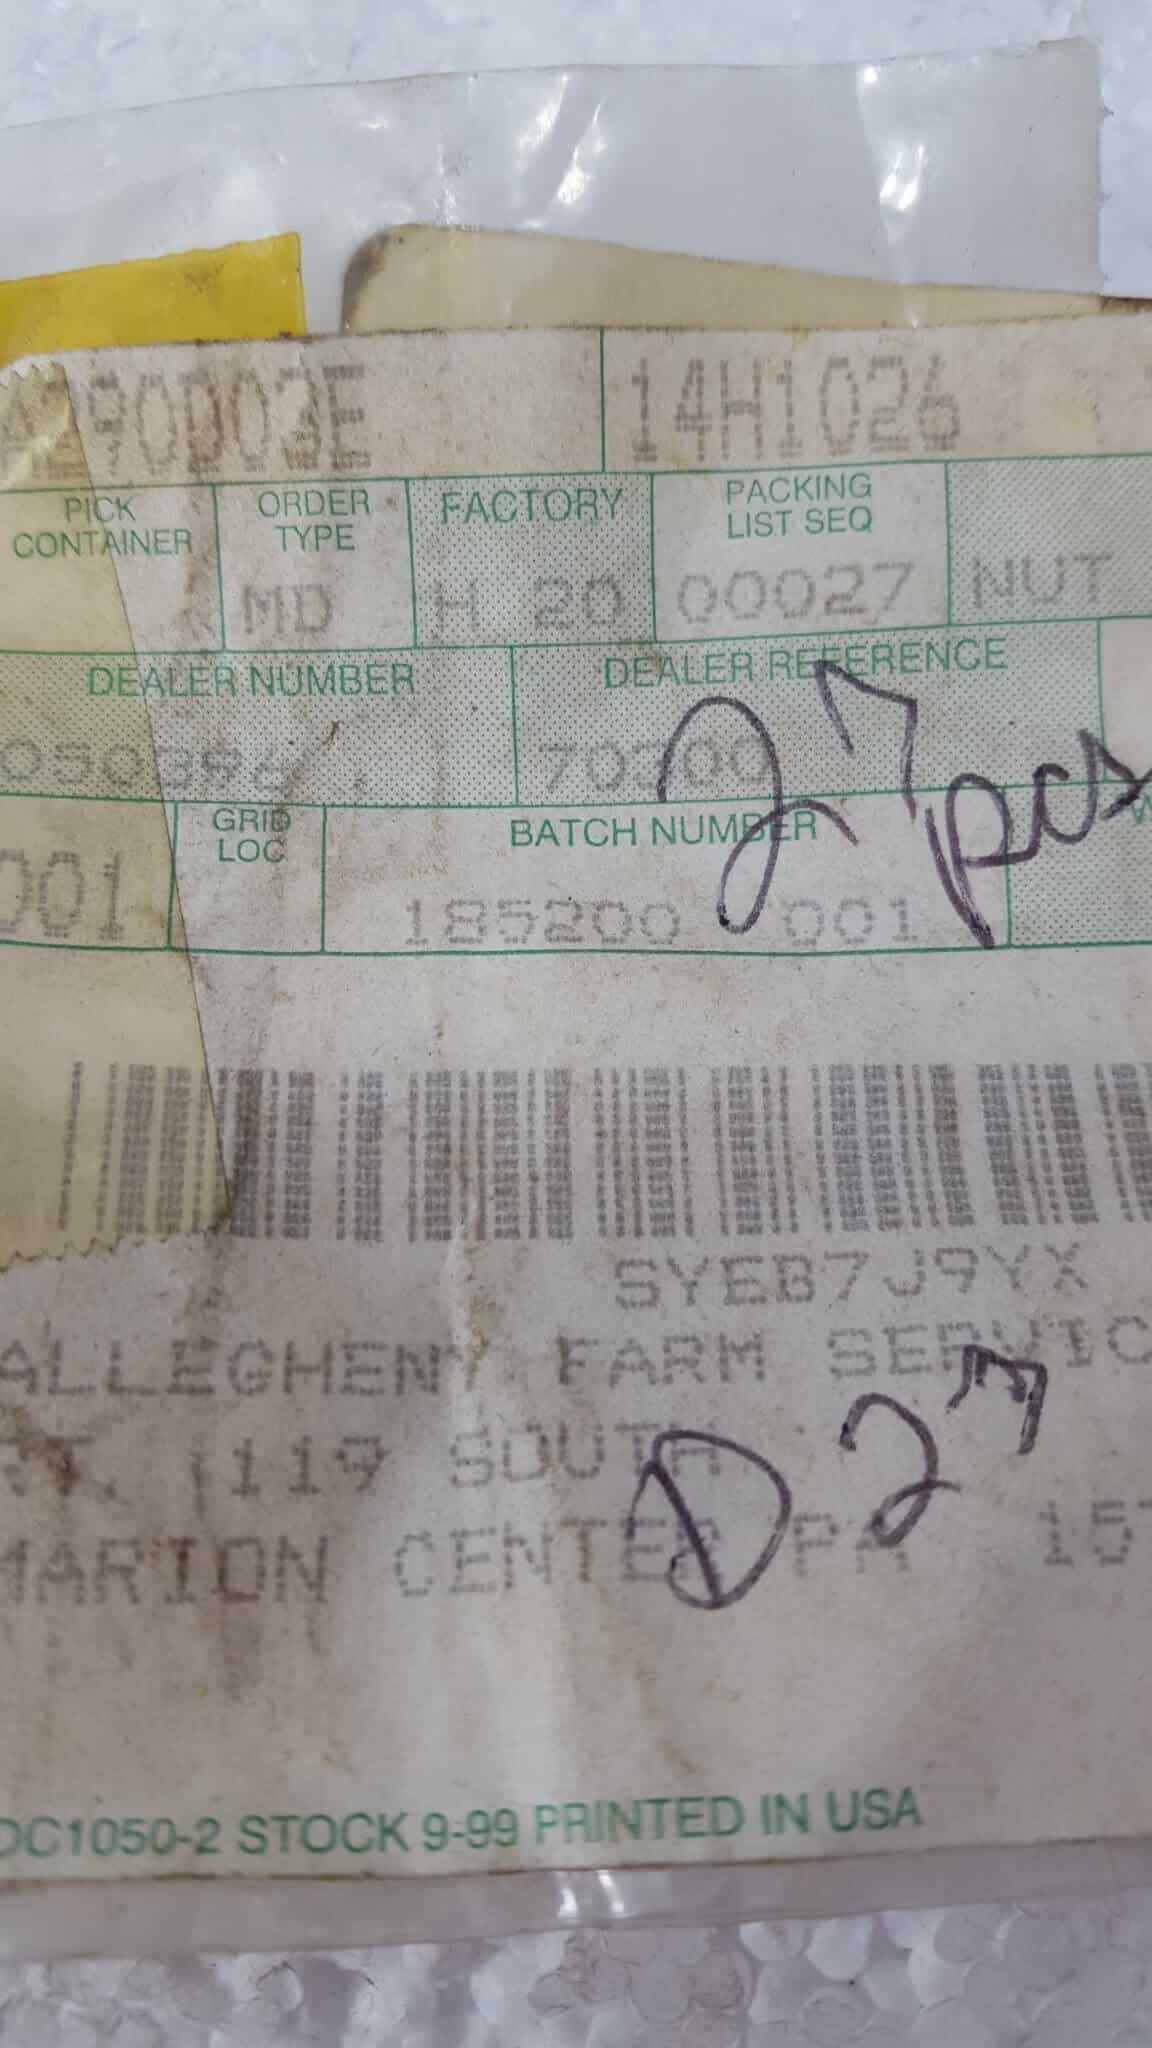 14H1026
PICK CONTAINER
ORDER TYPE
MD
FACTORY
H 20
PACKING LIST SEQ
00027
NUT
DEALER NUMBER
DEALER REFERENCE
27 pcs
001
GRID LOC
BATCH NUMBER
185200 001
SYEB7J9YX
ALLEGHENY FARM SERVIC
119 SOUTH
D27
MARION CENTER PA 157
DC1050-2 STOCK 9-99 PRINTED IN USA